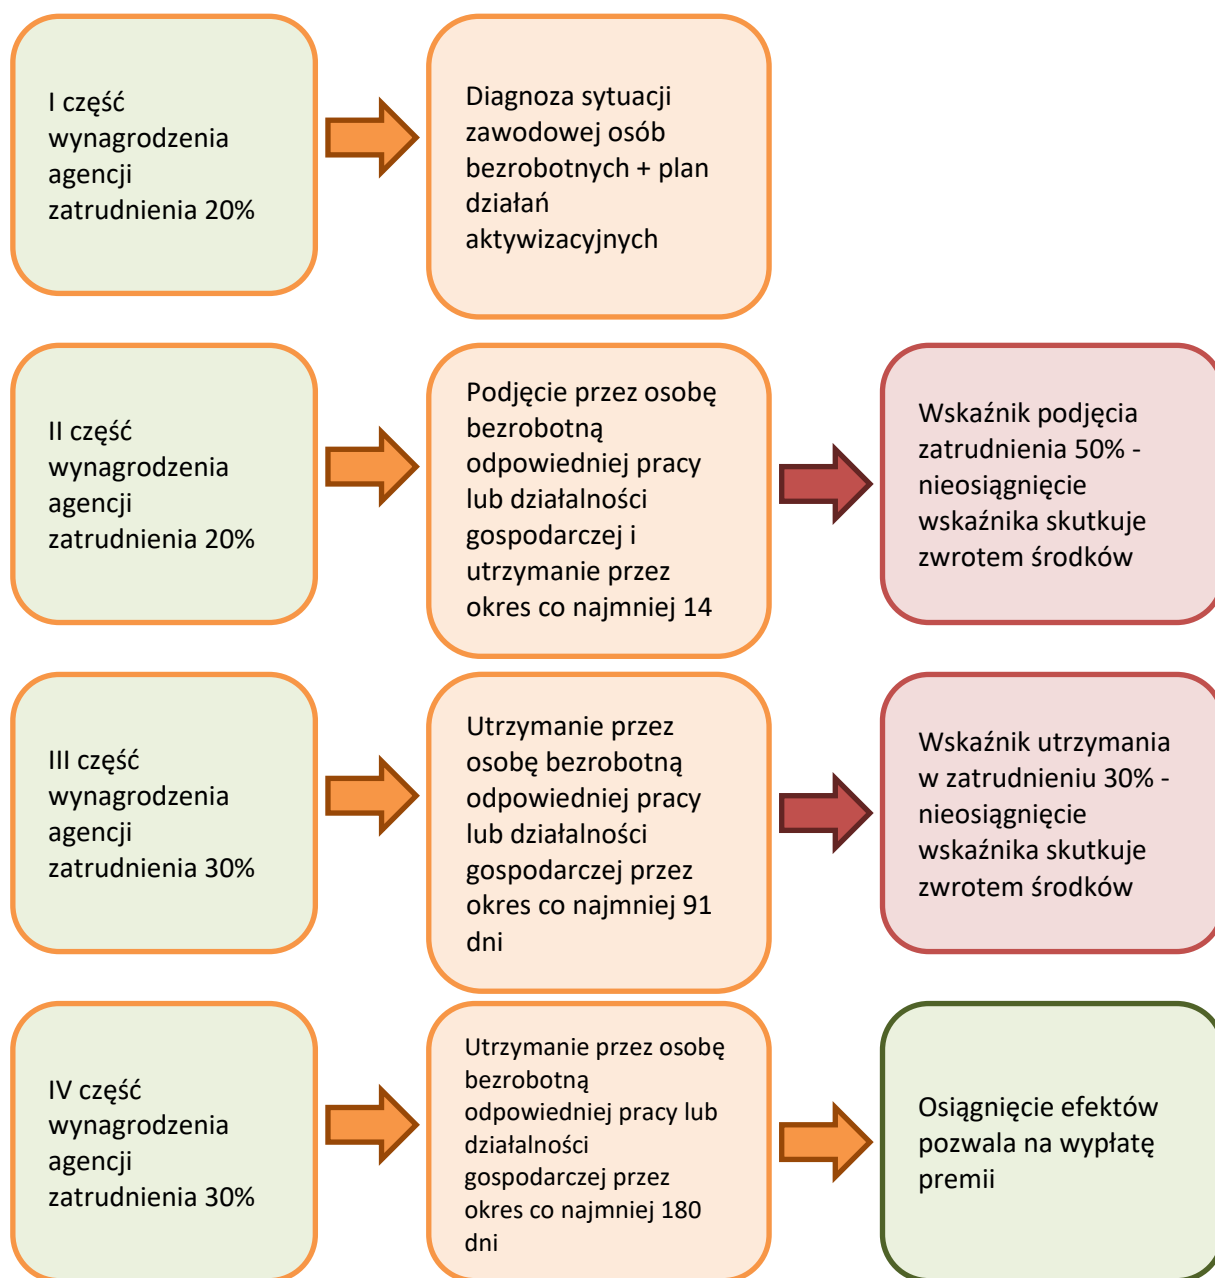 I część
wynagrodzenia
agencji
zatrudnienia 20%
Diagnoza sytuacji
zawodowej osób
bezrobotnych + plan
działań
aktywizacyjnych
II część
wynagrodzenia
agencji
zatrudnienia 20%
Podjęcie przez osobę
bezrobotną
odpowiedniej pracy
lub działalności
gospodarczej i
utrzymanie przez
okres co najmniej 14
Wskaźnik podjęcia
zatrudnienia 50% -
nieosiągnięcie
wskaźnika skutkuje
zwrotem środków
III część
wynagrodzenia
agencji
zatrudnienia 30%
Utrzymanie przez
osobę bezrobotną
odpowiedniej pracy
lub działalności
gospodarczej przez
okres co najmniej 91
dni
Wskaźnik utrzymania
w zatrudnieniu 30% -
nieosiągnięcie
wskaźnika skutkuje
zwrotem środków
IV część
wynagrodzenia
agencji
zatrudnienia 30%
Utrzymanie przez osobę
bezrobotną
odpowiedniej pracy lub
działalności
gospodarczej przez
okres co najmniej 180
dni
Osiągnięcie efektów
pozwala na wypłatę
premii